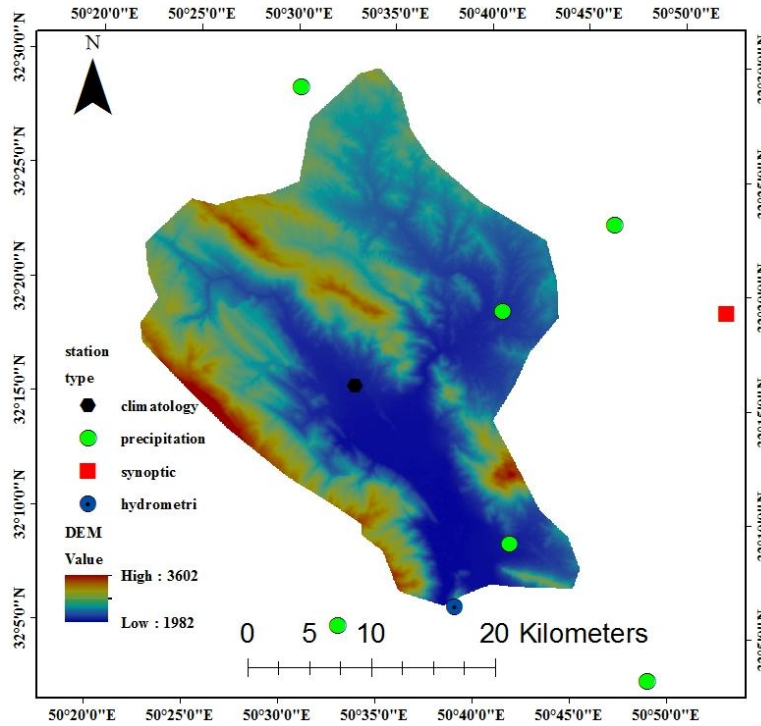 50°20'0"E 50°25'0"E 50°30'0"E 50°35'0"E 50°40'0"E 50°45'0"E 50°50'0"E
32°30'0"N
N
32°25'0"N
32°20'0"N
32°15'0"N
32°10'0"N
32°5'0"N
station
type
climatology
precipitation
synoptic
hydrometri
DEM
Value
High : 3602
Low : 1982
0 5 10 20 Kilometers
50°20'0"E 50°25'0"E 50°30'0"E 50°35'0"E 50°40'0"E 50°45'0"E 50°50'0"E